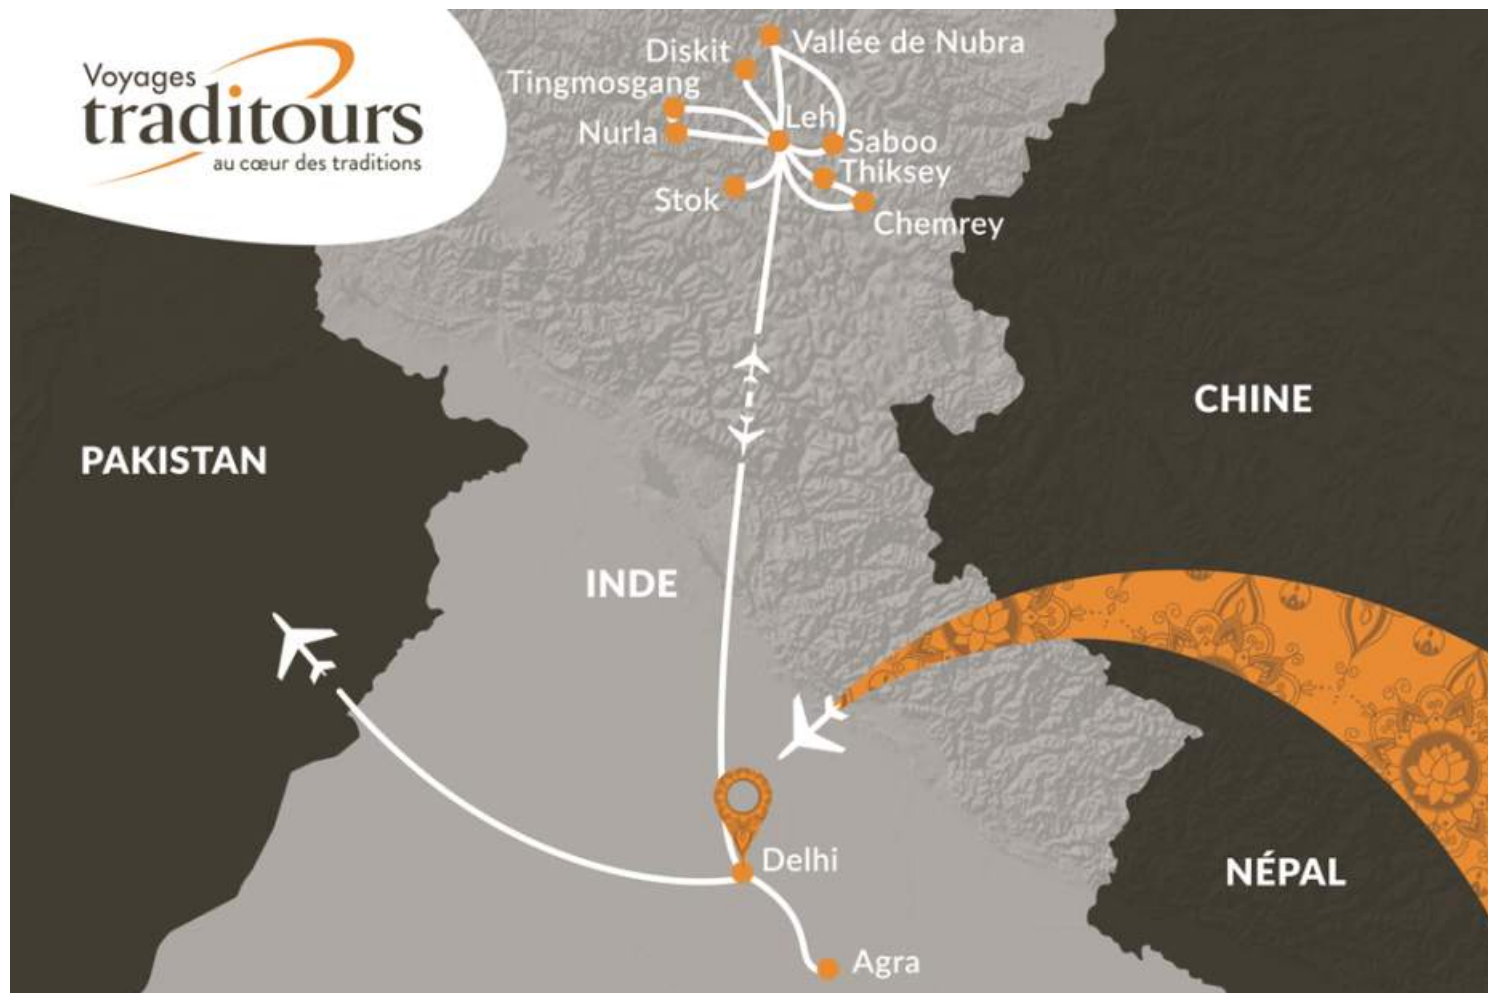 Voyages
traditours
au cœur des traditions
Vallée de Nubra
Diskit
Tingmosgang
Leh
Nurla
Saboo
Thiksey
Stok
Chemrey
CHINE
PAKISTAN
INDE
Delhi
NÉPAL
Agra